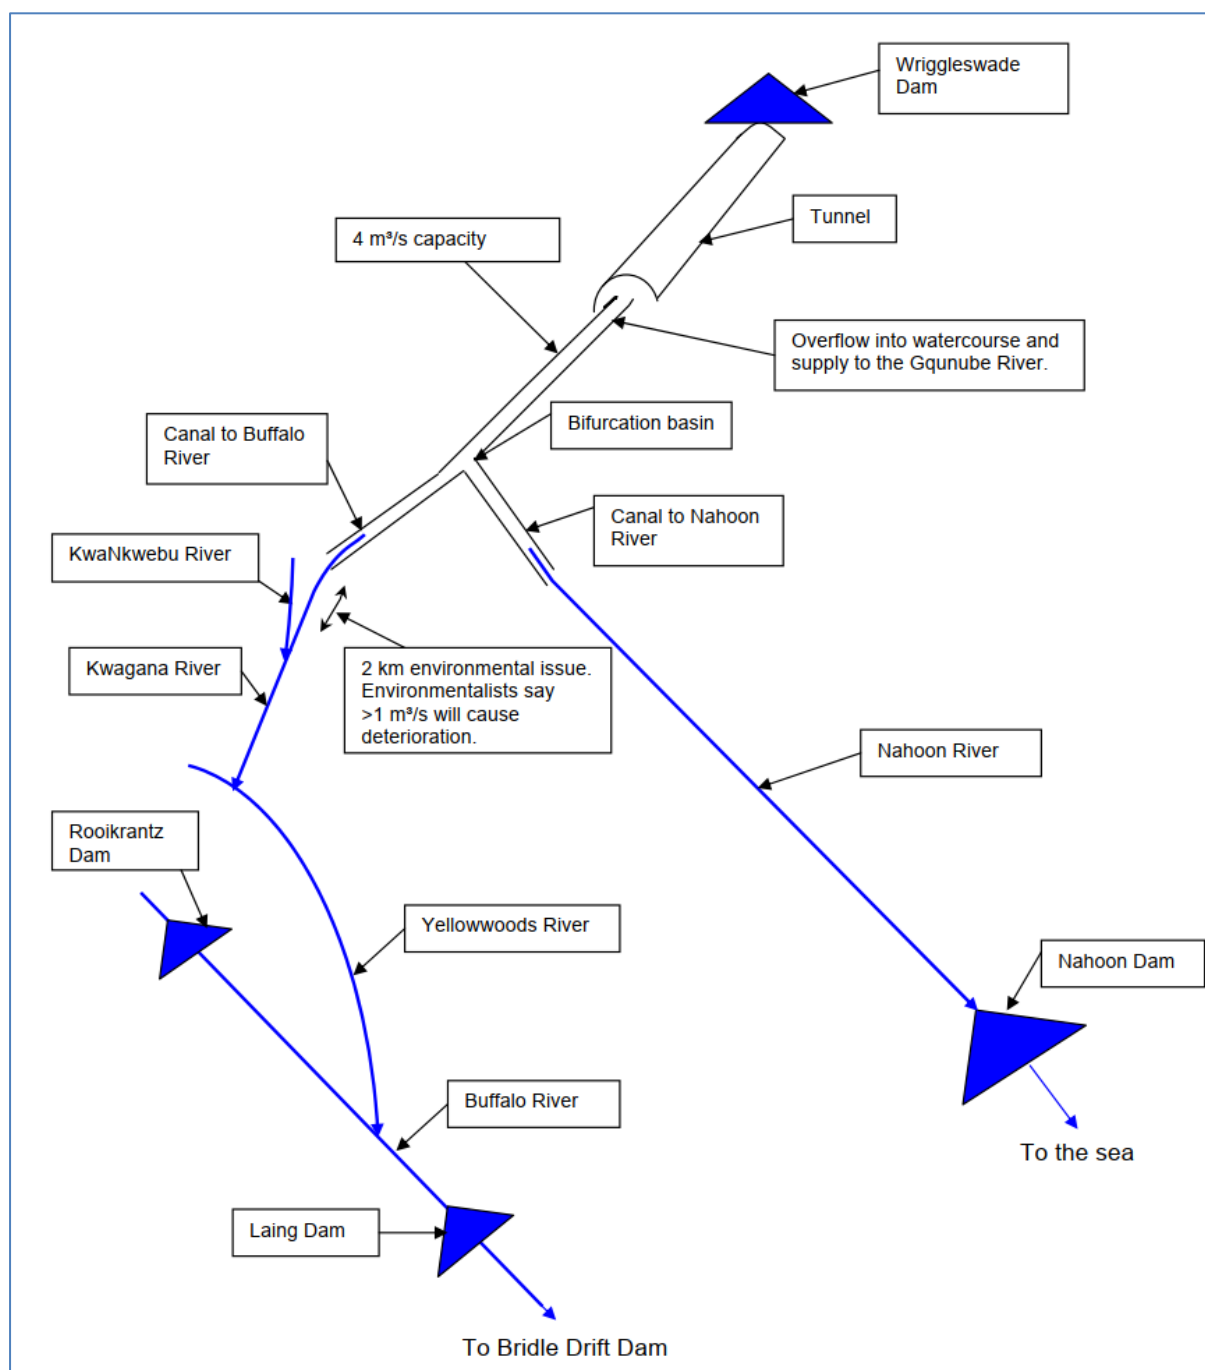 Wriggleswade
Dam
Tunnel
4 m³/s capacity
Overflow into watercourse and
supply to the Gqunube River.
Bifurcation basin
Canal to Buffalo
River
Canal to Nahoon
River
KwaNkwebu River
Kwagana River
2 km environmental issue.
Environmentalists say
>1 m³/s will cause
deterioration.
Nahoon River
Rooikrantz
Dam
Yellowwoods River
Nahoon Dam
Buffalo River
To the sea
Laing Dam
To Bridle Drift Dam